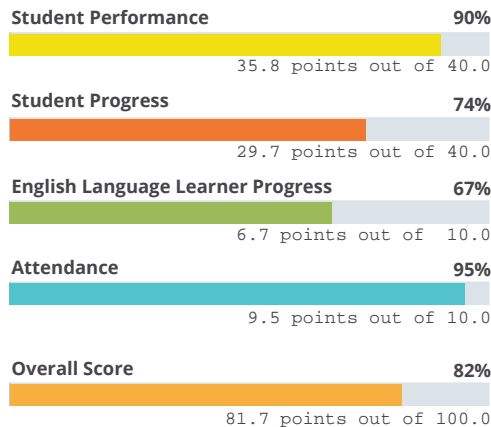 Student Performance 90%
35.8 points out of 40.0
Student Progress 74%
29.7 points out of 40.0
English Language Learner Progress 67%
6.7 points out of 10.0
Attendance 95%
9.5 points out of 10.0
Overall Score 82%
81.7 points out of 100.0